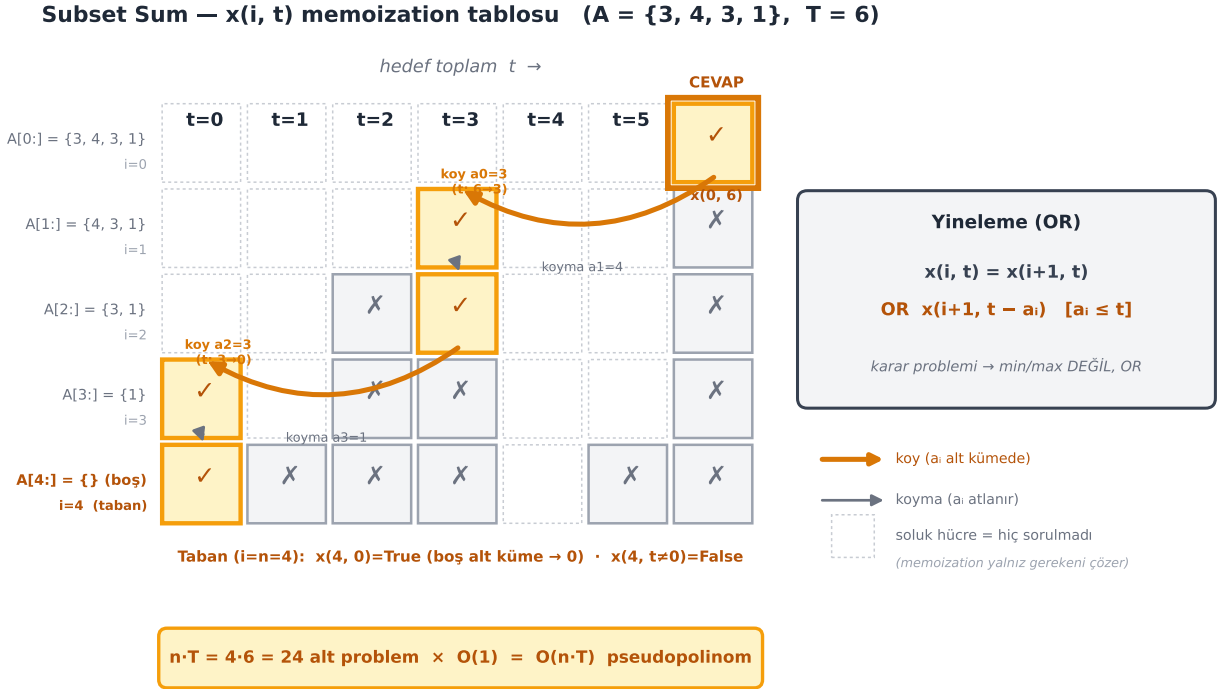 Subset Sum — x(i, t) memoization tablosu   (A = {3, 4, 3, 1},  T = 6)
hedef toplam  t  →
CEVAP
t=0 t=1 t=2 t=3 t=4 t=5
A[0:] = {3, 4, 3, 1} ✓
i=0
koy a0=3
(t: 6→3)
x(0, 6)
A[1:] = {4, 3, 1} ✓ ✗
i=1
koyma a1=4
A[2:] = {3, 1} ✗ ✓ ✗
i=2
koy a2=3
(t: 3→0)
A[3:] = {1} ✓ ✗ ✗ ✗
i=3
koyma a3=1
A[4:] = {} (boş) ✓ ✗ ✗ ✗ ✗ ✗
i=4  (taban)
Taban (i=n=4):  x(4, 0)=True (boş alt küme → 0)  ·  x(4, t≠0)=False
n·T = 4·6 = 24 alt problem  ×  O(1)  =  O(n·T)  pseudopolinom
Yineleme (OR)
x(i, t) = x(i+1, t)
OR  x(i+1, t − aᵢ)   [aᵢ ≤ t]
karar problemi → min/max DEĞİL, OR
koy (aᵢ alt kümede)
koyma (aᵢ atlanır)
soluk hücre = hiç sorulmadı
(memoization yalnız gerekeni çözer)